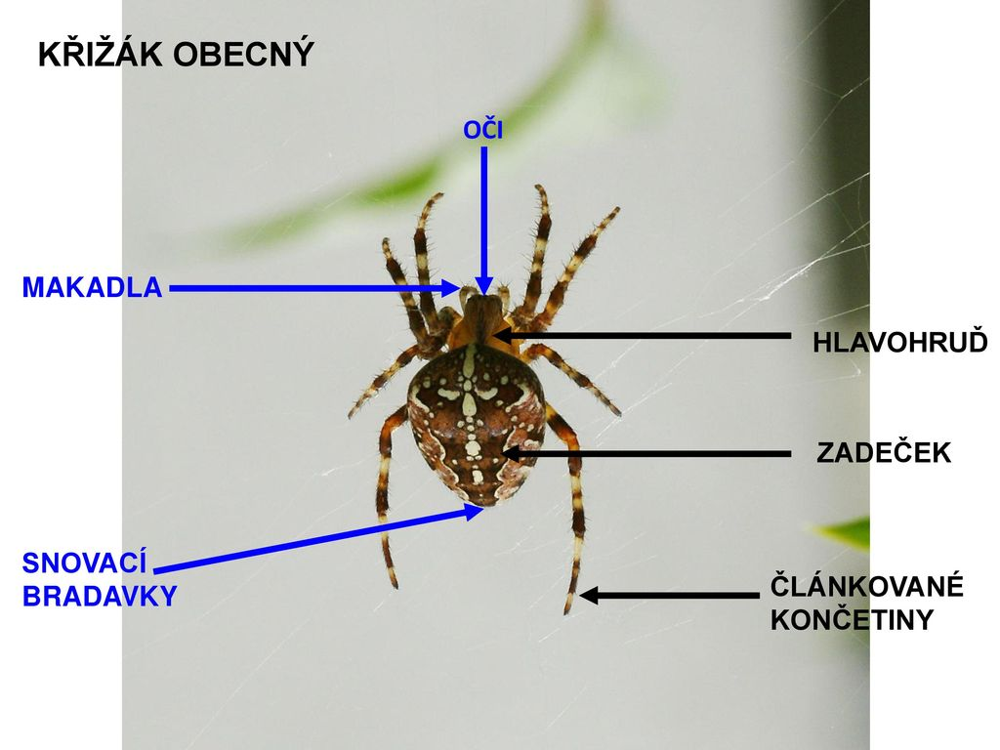 KŘIŽÁK OBECNÝ
OČI
MAKADLA
HLAVOHRUĎ
ZADEČEK
SNOVACÍ
BRADAVKY
ČLÁNKOVANÉ
KONČETINY